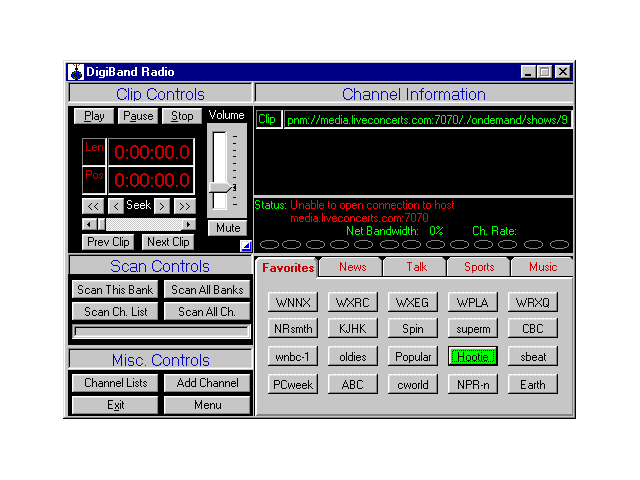 DigiBand Radio
Clip Controls
Channel Information
Play Pause Stop Volume
Clip pnm://media.liveconcerts.com:7070/./ondemand/shows/9
Len 0:00:00.0
Pos 0:00:00.0
<< < Seek > >>
Mute
Prev Clip Next Clip
Status: Unable to open connection to host
media.liveconcerts.com:7070
Net Bandwidth: 0% Ch. Rate:
Scan Controls
Scan This Bank Scan All Banks
Scan Ch. List Scan All Ch.
Misc. Controls
Channel Lists Add Channel
Exit Menu
Favorites News Talk Sports Music
WNNX WXRC WXEG WPLA WRXQ
NRsmth KJHK Spin superm CBC
wnbc-1 oldies Popular Hootie sbeat
PCweek ABC cworld NPR-n Earth